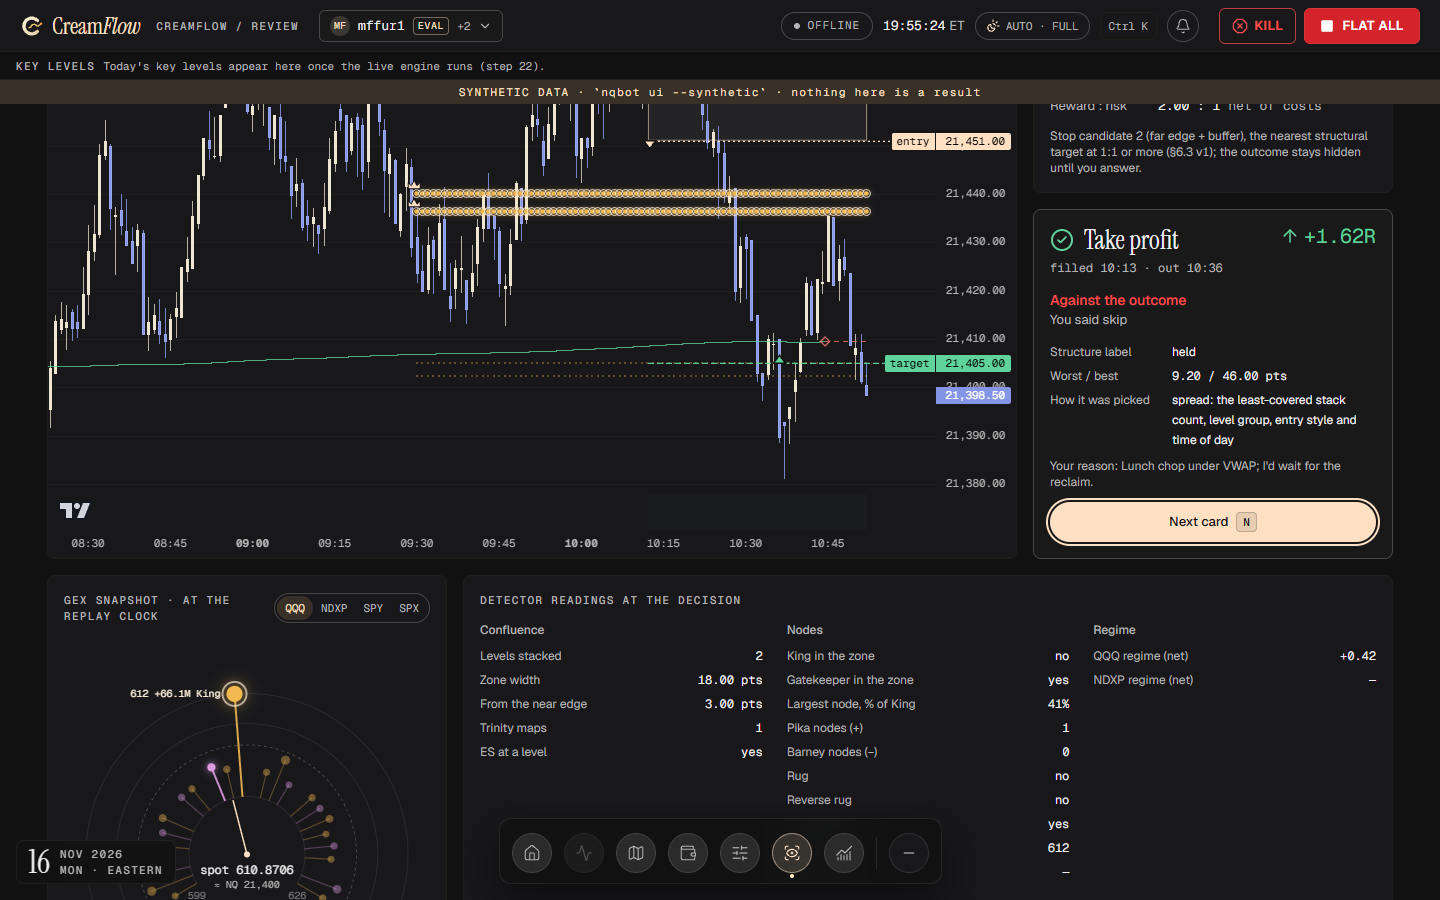 CreamFlow
CREAMFLOW / REVIEW
MF mffur1 EVAL +2
OFFLINE
19:55:24 ET
AUTO · FULL
Ctrl K
KILL
FLAT ALL
KEY LEVELS Today's key levels appear here once the live engine runs (step 22).
SYNTHETIC DATA · `nqbot ui --synthetic` · nothing here is a result
entry 21,451.00
21,440.00
21,430.00
21,420.00
21,410.00
target 21,405.00
21,400.00
21,398.50
21,390.00
21,380.00
08:30 08:45 09:00 09:15 09:30 09:45 10:00 10:15 10:30 10:45
Reward:risk 2.00 : 1 net of costs
Stop candidate 2 (far edge + buffer), the nearest structural
target at 1:1 or more (§6.3 v1); the outcome stays hidden
until you answer.
Take profit
+1.62R
filled 10:13 · out 10:36
Against the outcome
You said skip
Structure label held
Worst / best 9.20 / 46.00 pts
How it was picked spread: the least-covered stack
count, level group, entry style and
time of day
Your reason: Lunch chop under VWAP; I'd wait for the
reclaim.
Next card N
GEX SNAPSHOT · AT THE
REPLAY CLOCK
QQQ NDXP SPY SPX
612 +66.1M King
spot 610.8706
≈ NQ 21,400
599 626
16
NOV 2026
MON · EASTERN
DETECTOR READINGS AT THE DECISION
Confluence
Levels stacked 2
Zone width 18.00 pts
From the near edge 3.00 pts
Trinity maps 1
ES at a level yes
Nodes
King in the zone no
Gatekeeper in the zone yes
Largest node, % of King 41%
Pika nodes (+) 1
Barney nodes (−) 0
Rug no
Reverse rug no
yes
612
—
Regime
QQQ regime (net) +0.42
NDXP regime (net) —